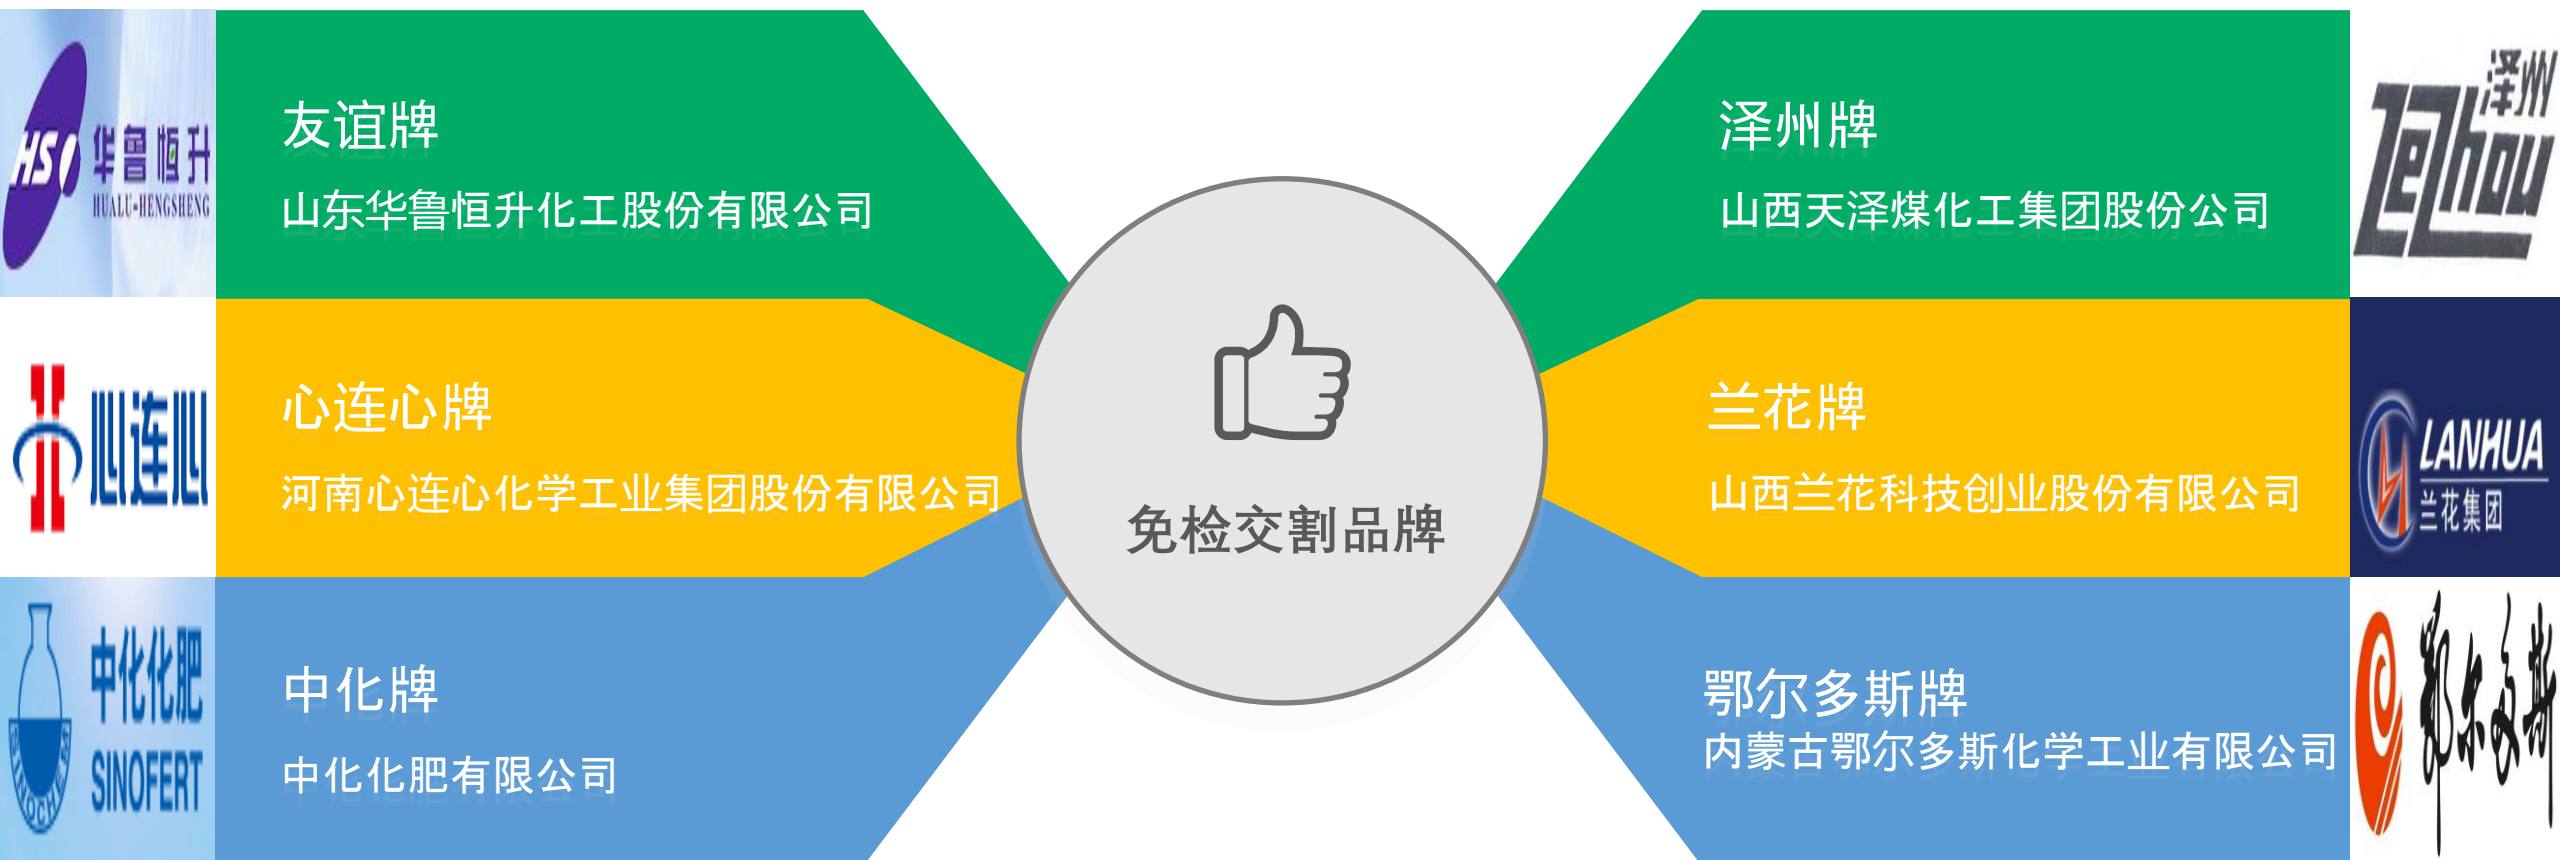 HS
华鲁恒升
HUALU-HENGSHENG
友谊牌
山东华鲁恒升化工股份有限公司
心连心
心连心牌
河南心连心化学工业集团股份有限公司
中化化肥
SINOFERT
SINOCHEM
中化牌
中化化肥有限公司
免检交割品牌
泽州牌
山西天泽煤化工集团股份公司
泽州
ZeZhou
兰花牌
山西兰花科技创业股份有限公司
LANHUA
兰花集团
鄂尔多斯牌
内蒙古鄂尔多斯化学工业有限公司
鄂尔多斯